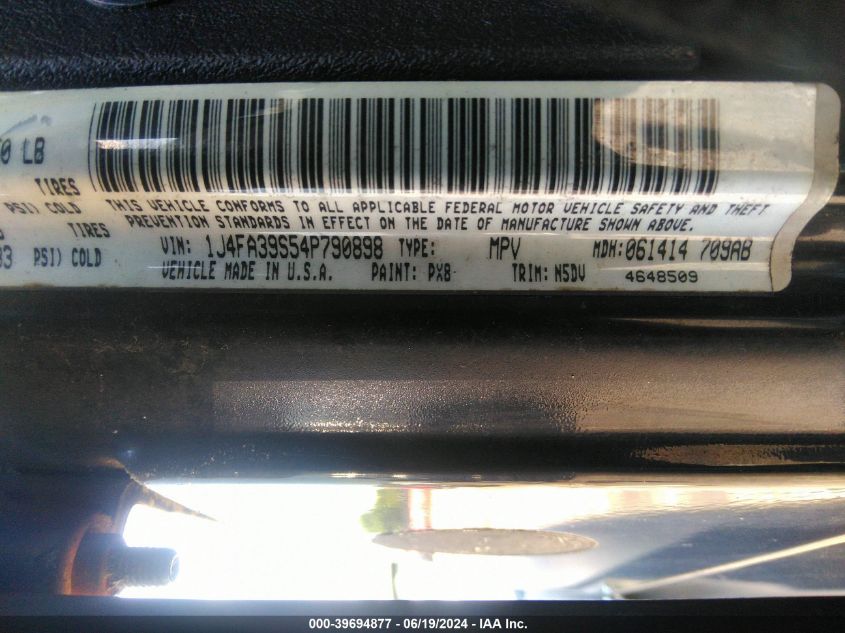 0 LB
TIRES
PSI) COLD
TIRES
33 PSI) COLD
THIS VEHICLE CONFORMS TO ALL APPLICABLE FEDERAL MOTOR VEHICLE SAFETY AND THEFT
PREVENTION STANDARDS IN EFFECT ON THE DATE OF MANUFACTURE SHOWN ABOVE.
VIN: 1J4FA39S54P790898 TYPE: MPV MDH:061414 709AB
VEHICLE MADE IN U.S.A. PAINT: PX8 TRIM: N5DV 4648509
000-39694877 - 06/19/2024 - IAA Inc.